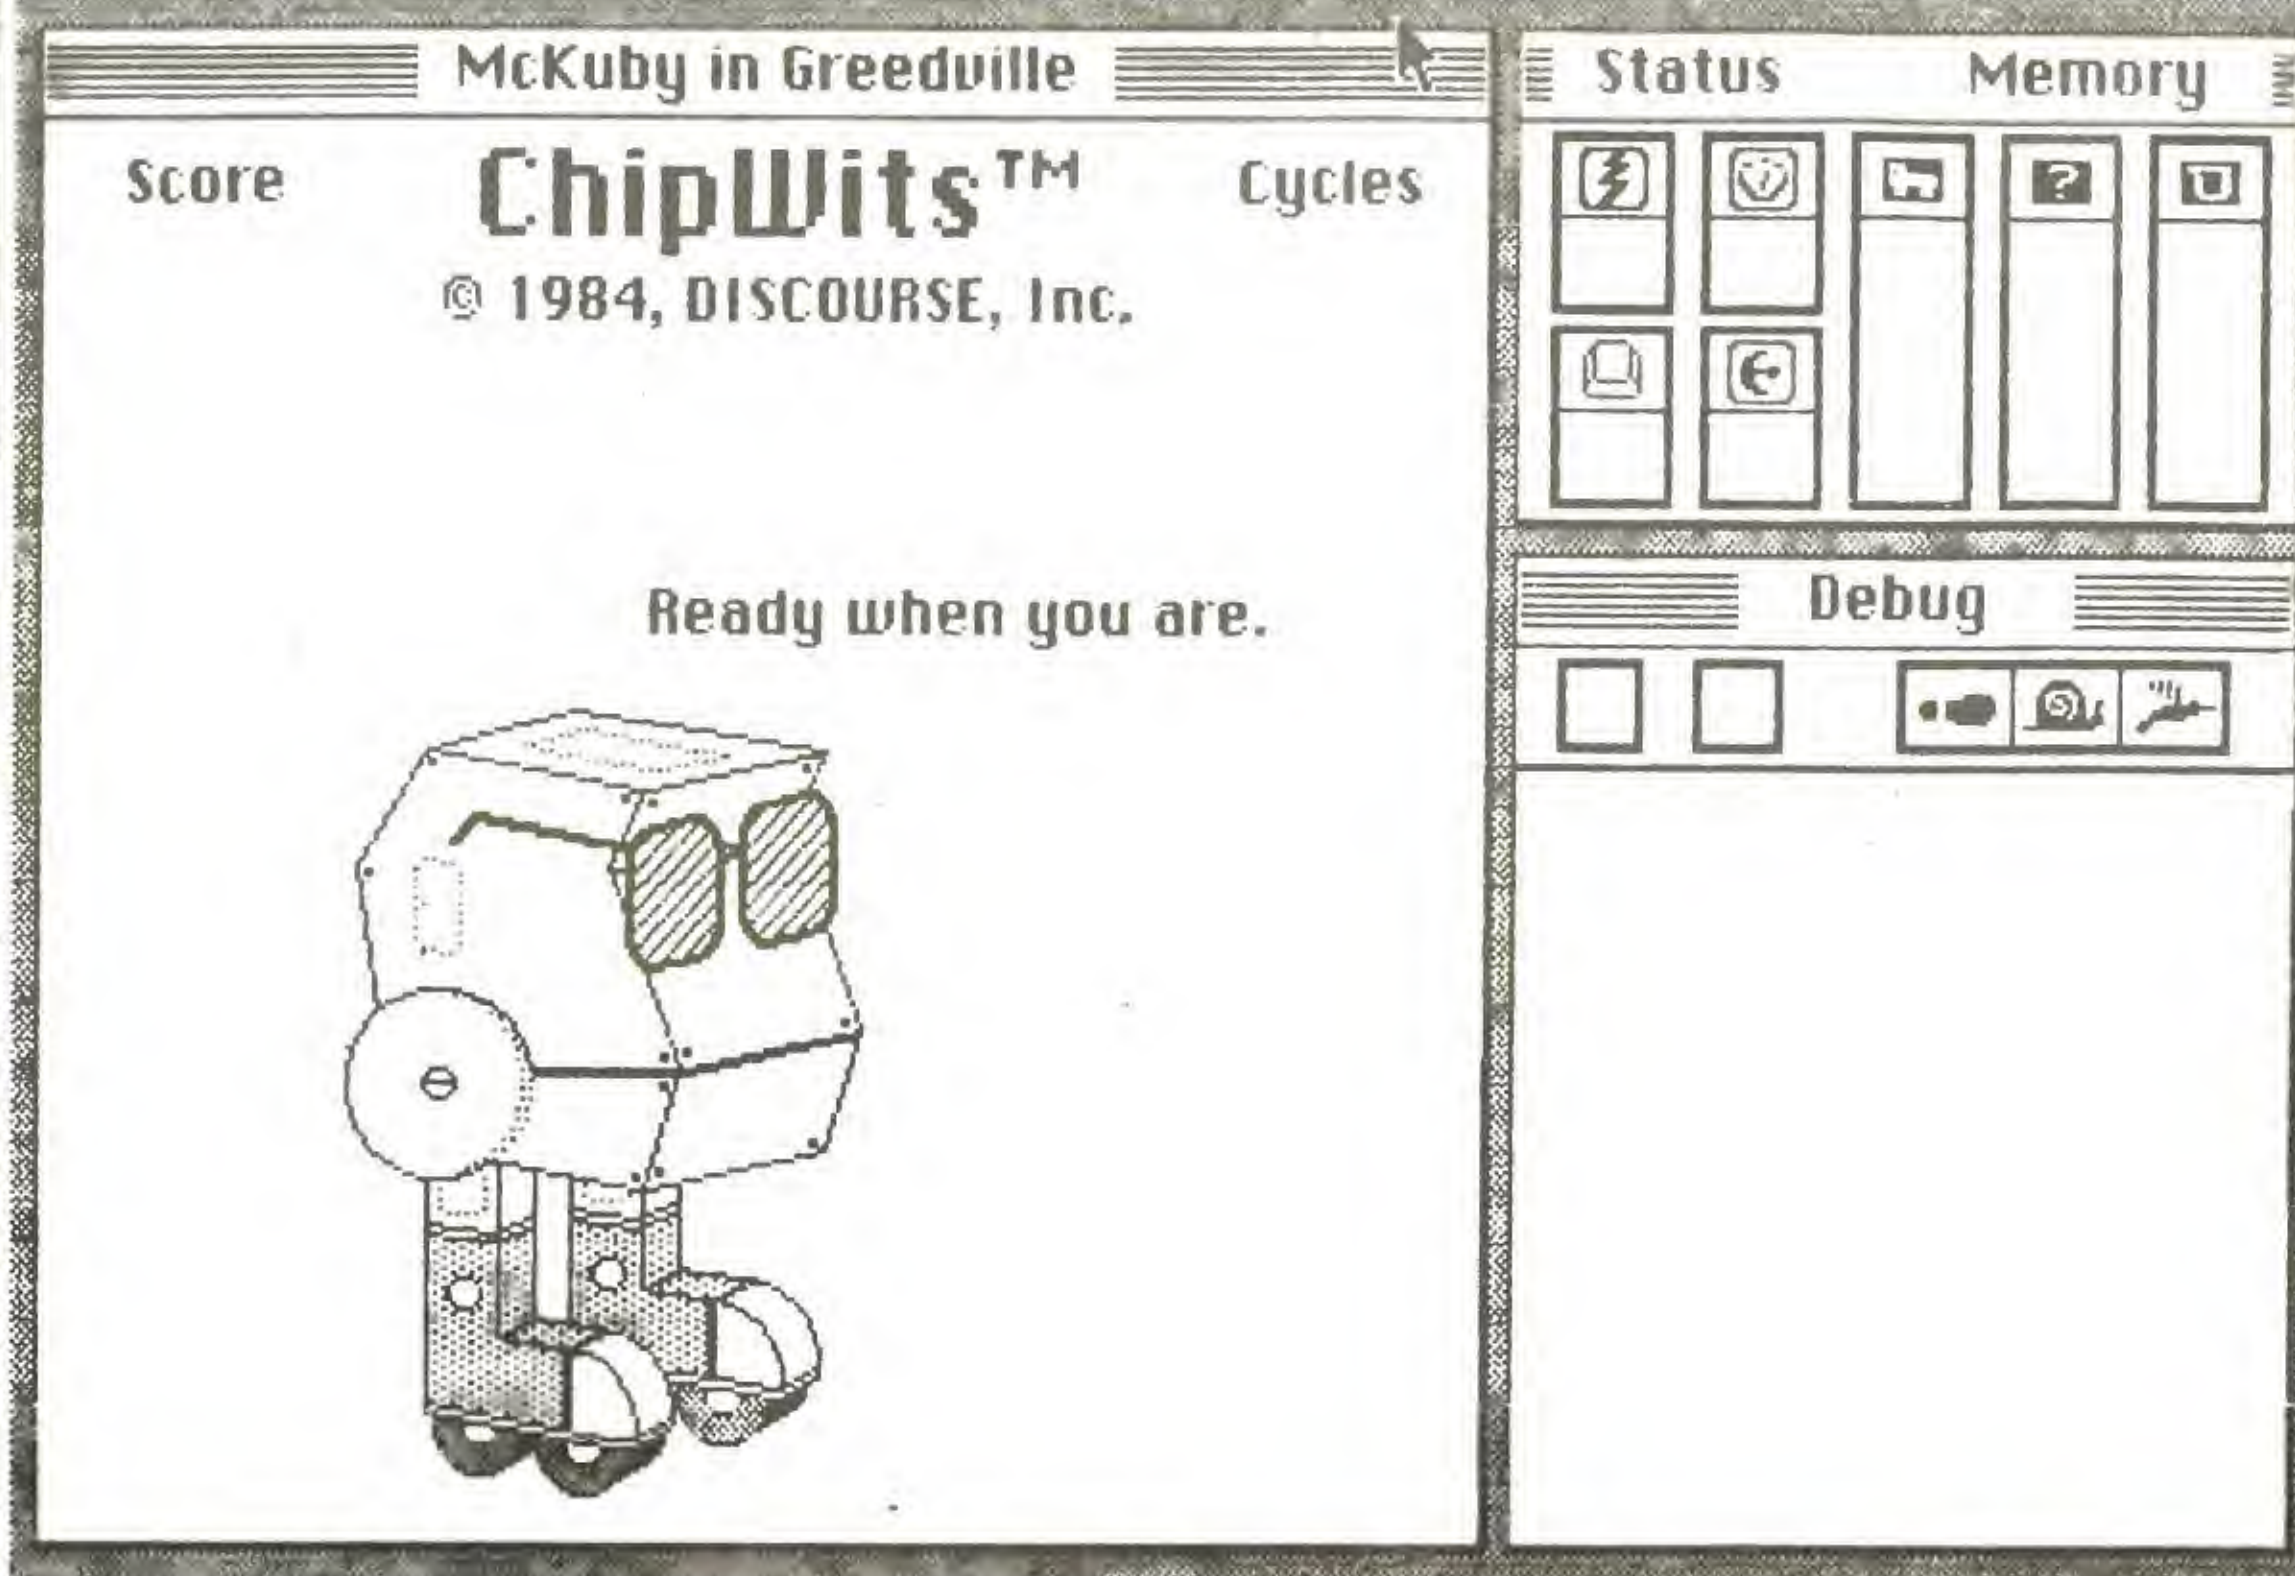 McKuby in Greedville
Score
ChipWits™
Cycles
© 1984, DISCOURSE, Inc.
Ready when you are.
Status
Memory
?
Debug